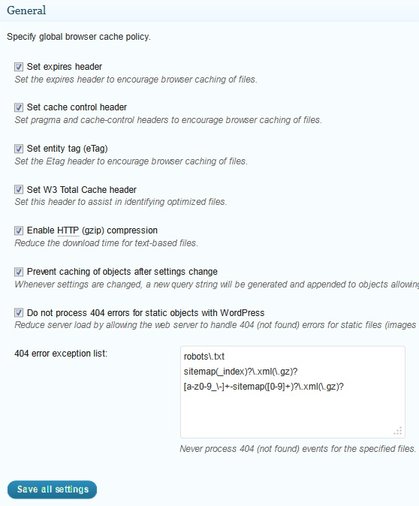 General
Specify global browser cache policy.
Set expires header
Set the expires header to encourage browser caching of files.
Set cache control header
Set pragma and cache-control headers to encourage browser caching of files.
Set entity tag (eTag)
Set the Etag header to encourage browser caching of files.
Set W3 Total Cache header
Set this header to assist in identifying optimized files.
Enable HTTP (gzip) compression
Reduce the download time for text-based files.
Prevent caching of objects after settings change
Whenever settings are changed, a new query string will be generated and appended to objects allowing
Do not process 404 errors for static objects with WordPress
Reduce server load by allowing the web server to handle 404 (not found) errors for static files (images
404 error exception list:
robots\.txt
sitemap(_index)?\.xml(\.gz)?
[a-z0-9_\-]+-sitemap([0-9]+)?\.xml(\.gz)?
Never process 404 (not found) events for the specified files.
Save all settings